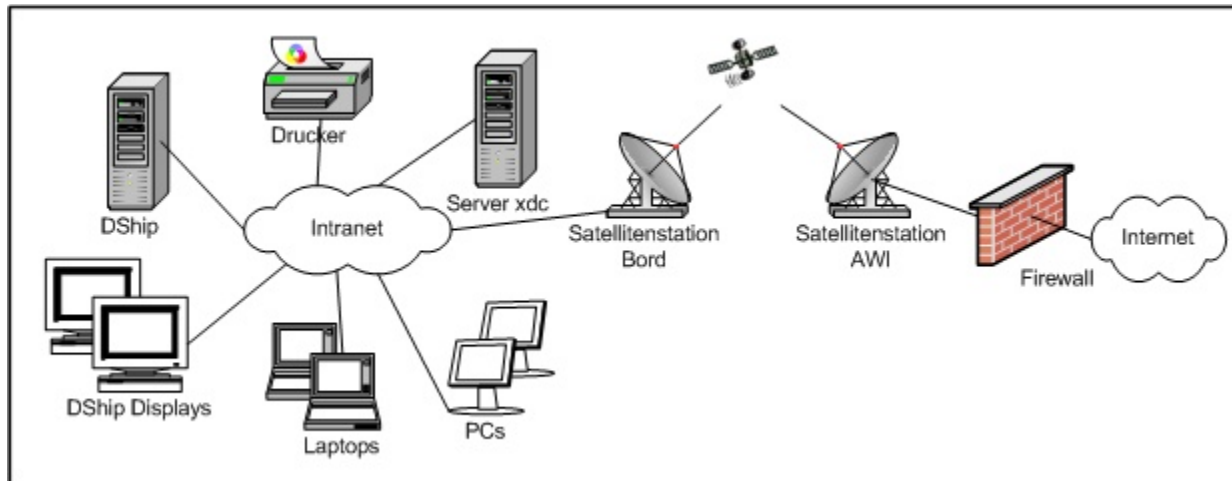 Drucker
DShip
Server xdc
Intranet
Satellitenstation
Bord
Satellitenstation
AWI
Firewall
Internet
DShip Displays
Laptops
PCs